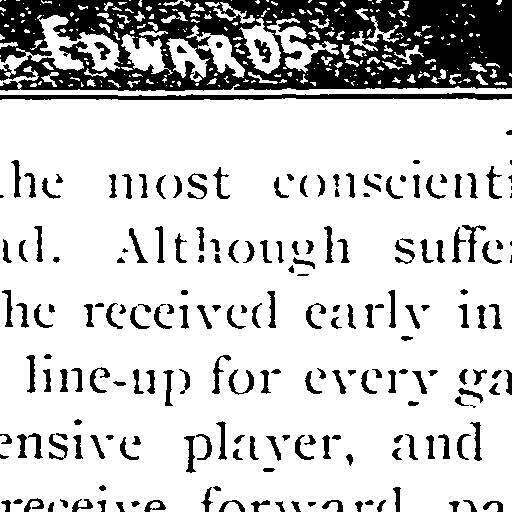 EDWARDS
he most conscienti
ad. Although suffe
he received early in
line-up for every ga
ensive player, and
receive forward pa